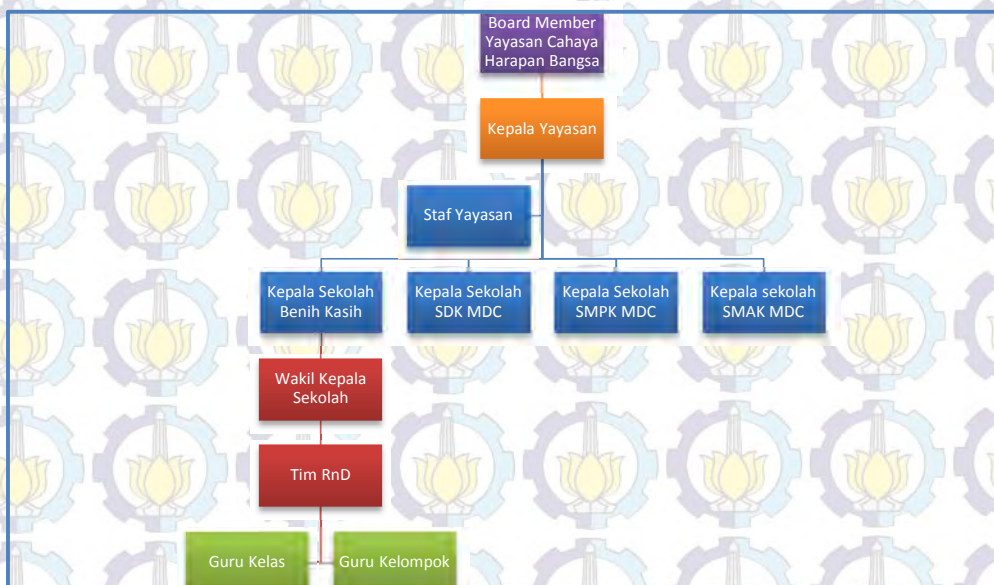 Board Member
Yayasan Cahaya
Harapan Bangsa
Kepala Yayasan
Staf Yayasan
Kepala Sekolah
Benih Kasih
Kepala Sekolah
SDK MDC
Kepala Sekolah
SMPK MDC
Kepala sekolah
SMAK MDC
Wakil Kepala
Sekolah
Tim RnD
Guru Kelas
Guru Kelompok